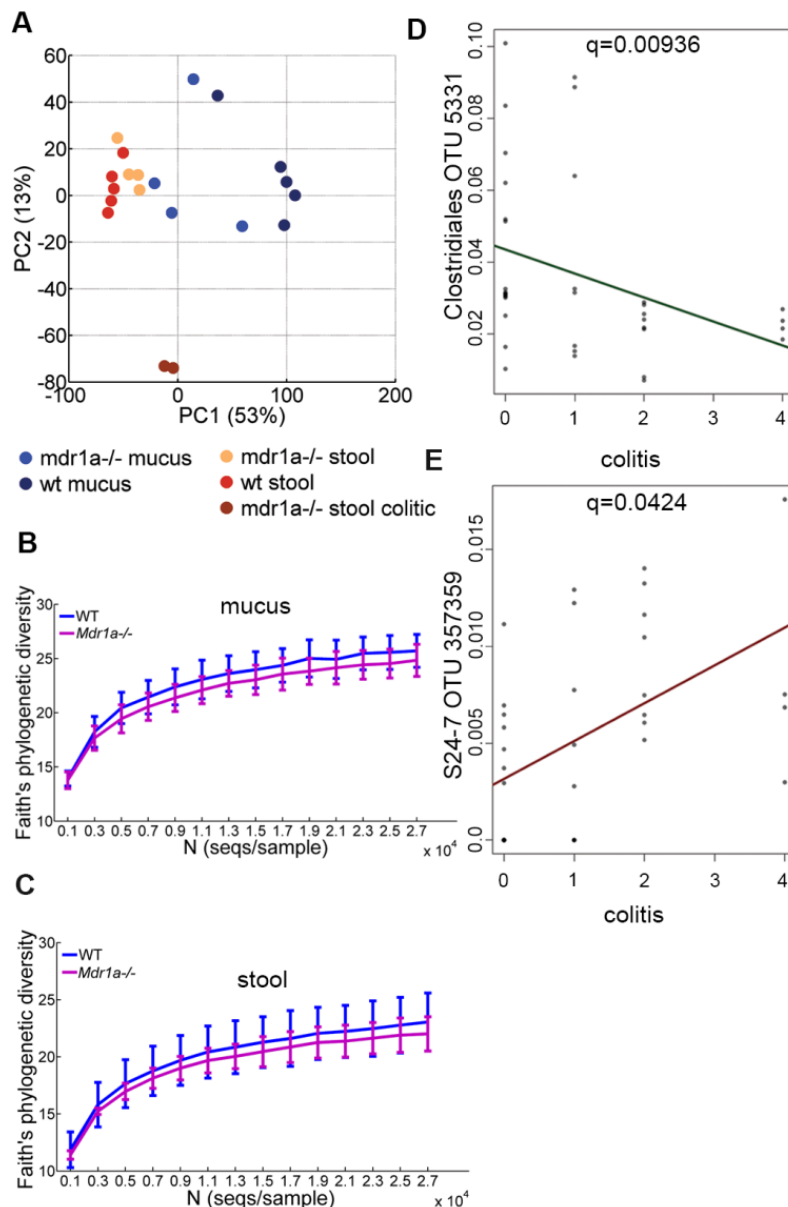 A
60
40
20
0
-20
-40
-60
-80
-100 0 100 200
PC2 (13%)
PC1 (53%)
mdr1a-/- mucus
wt mucus
mdr1a-/- stool
wt stool
mdr1a-/- stool colitic
B
mucus
WT
Mdr1a-/-
30
25
20
15
10
Faith's phylogenetic diversity
0.1 0.3 0.5 0.7 0.9 1.1 1.3 1.5 1.7 1.9 2.1 2.3 2.5 2.7
N (seqs/sample)
x 10⁴
C
stool
WT
Mdr1a-/-
30
25
20
15
10
Faith's phylogenetic diversity
0.1 0.3 0.5 0.7 0.9 1.1 1.3 1.5 1.7 1.9 2.1 2.3 2.5 2.7
N (seqs/sample)
x 10⁴
D
q=0.00936
Clostridiales OTU 5331
0.10
0.08
0.06
0.04
0.02
0 1 2 3 4
colitis
E
q=0.0424
S24-7 OTU 357359
0.015
0.010
0.005
0.0
0 1 2 3 4
colitis